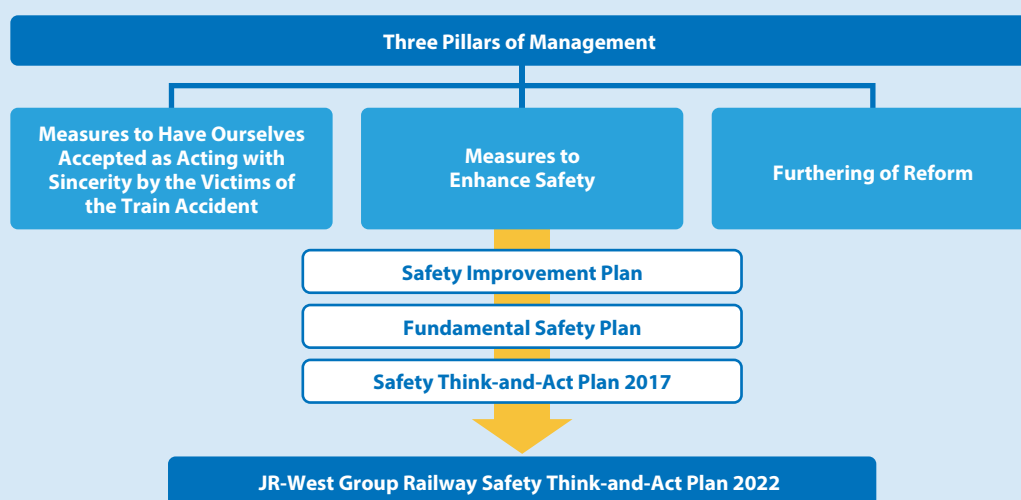 Three Pillars of Management
Measures to Have Ourselves
Accepted as Acting with
Sincerity by the Victims of
the Train Accident
Measures to
Enhance Safety
Furthering of Reform
Safety Improvement Plan
Fundamental Safety Plan
Safety Think-and-Act Plan 2017
JR-West Group Railway Safety Think-and-Act Plan 2022